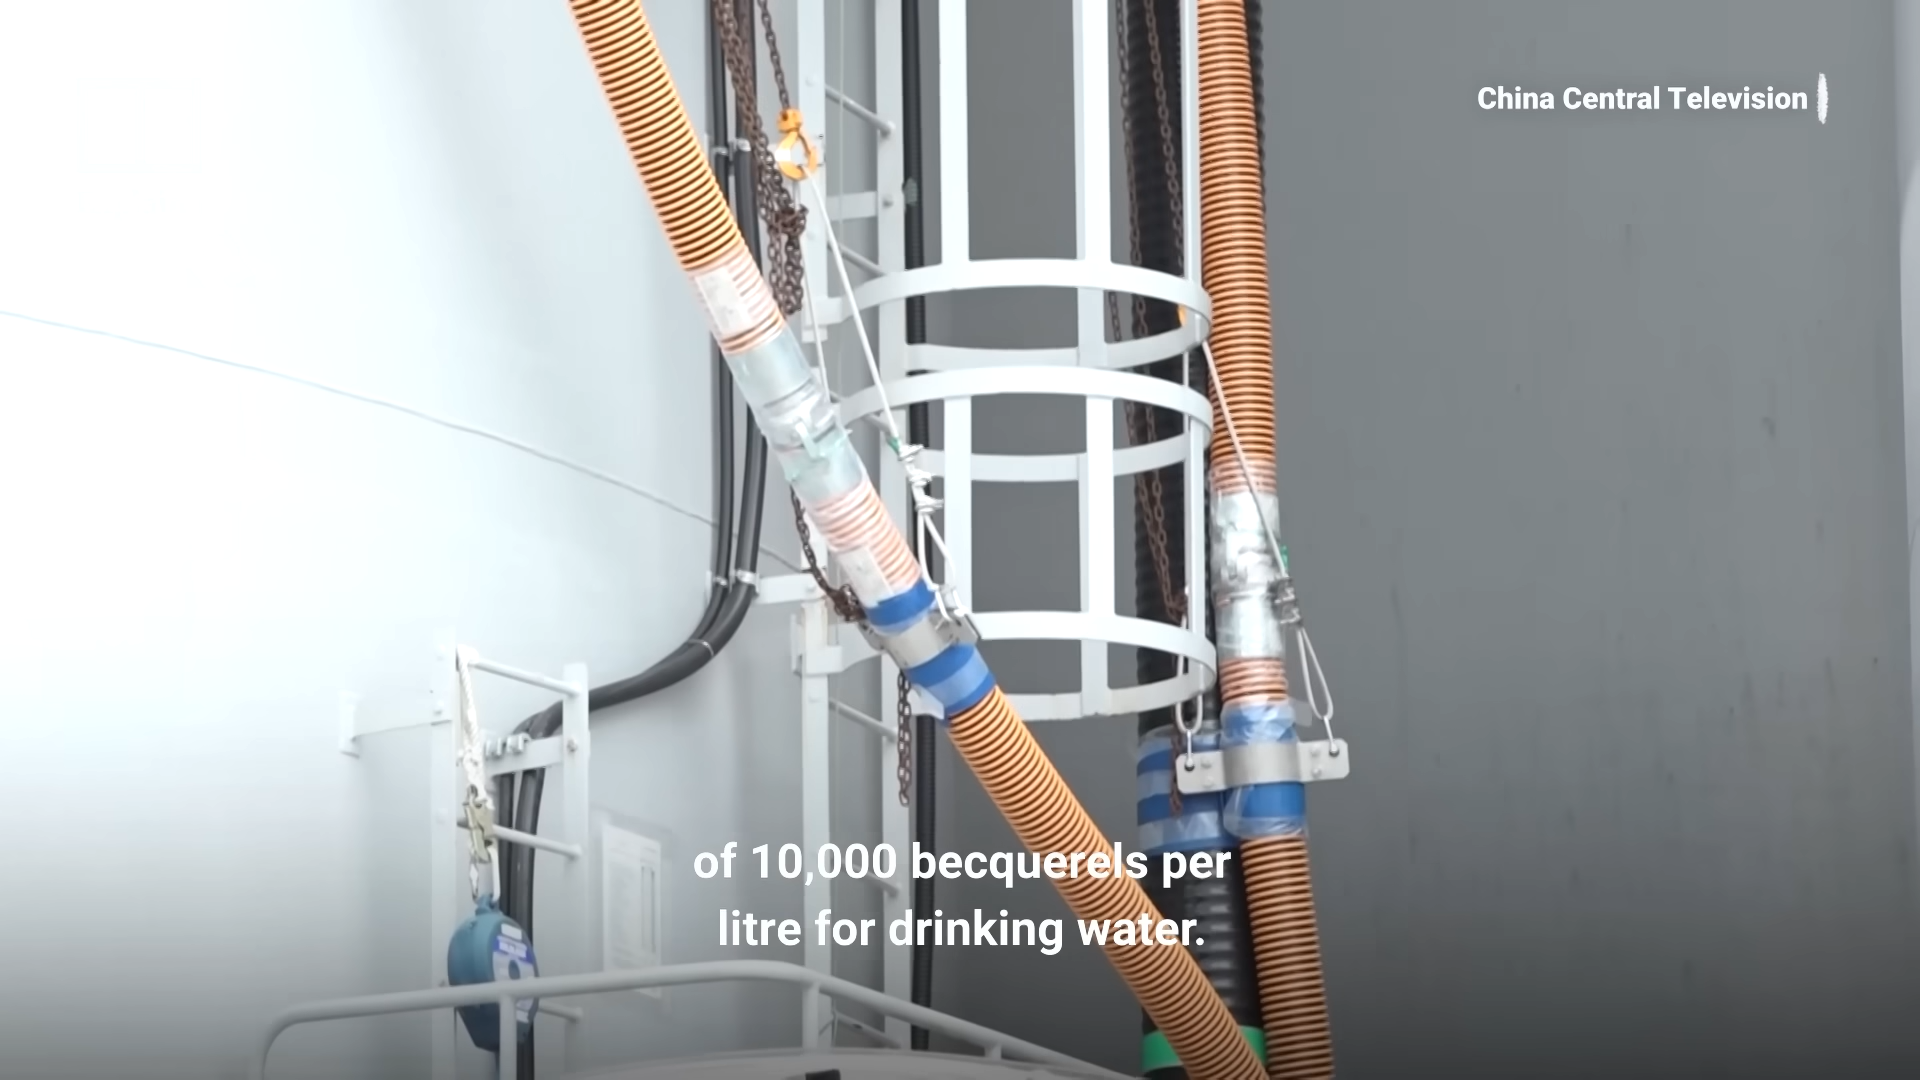 China Central Television
of 10,000 becquerels per
litre for drinking water.